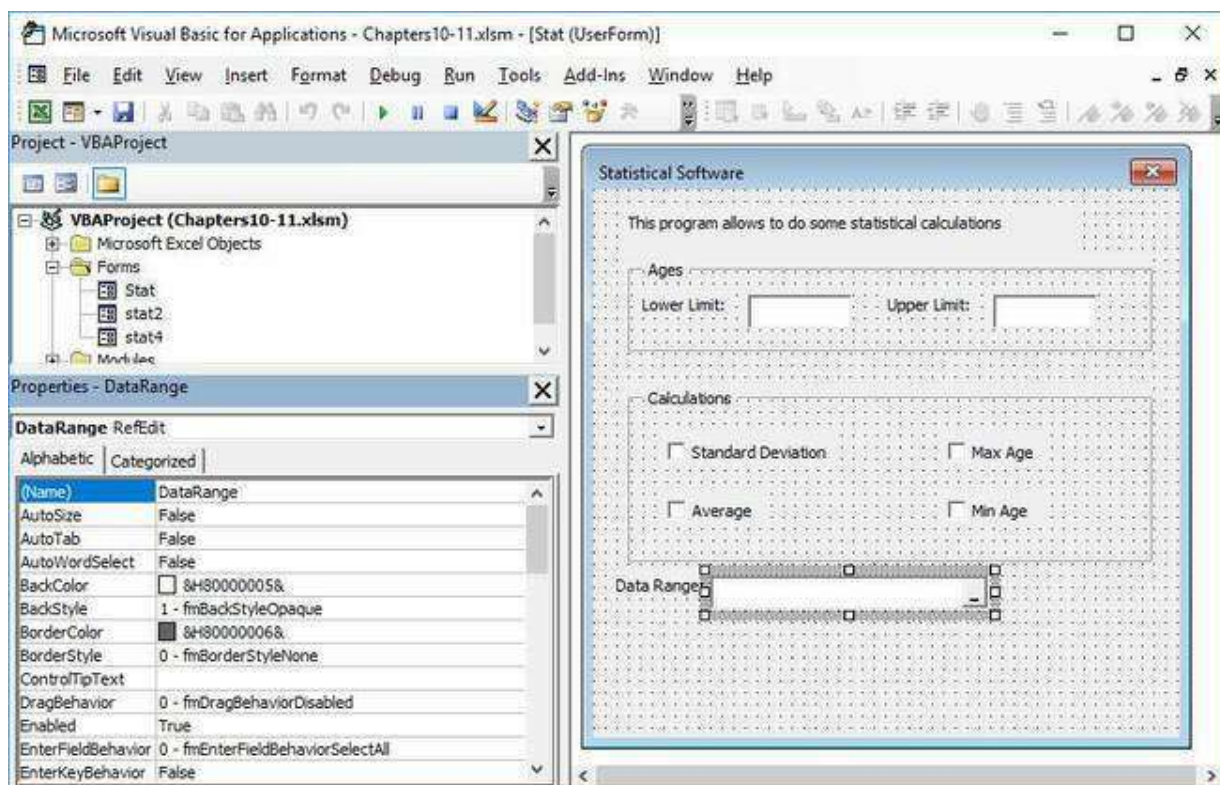 Microsoft Visual Basic for Applications - Chapters10-11.xlsm - [Stat (UserForm)]
File Edit View Insert Format Debug Run Tools Add-Ins Window Help
Project - VBAProject
VBAProject (Chapters10-11.xlsm)
Microsoft Excel Objects
Forms
Stat
stat2
stat4
Modules
Properties - DataRange
DataRange RefEdit
Alphabetic Categorized
(Name) DataRange
AutoSize False
AutoTab False
AutoWordSelect False
BackColor &H80000005&
BackStyle 1 - fmBackStyleOpaque
BorderColor &H80000006&
BorderStyle 0 - fmBorderStyleNone
ControlTipText
DragBehavior 0 - fmDragBehaviorDisabled
Enabled True
EnterFieldBehavior 0 - fmEnterFieldBehaviorSelectAll
EnterKeyBehavior False
Statistical Software
This program allows to do some statistical calculations
Ages
Lower Limit: Upper Limit:
Calculations
Standard Deviation Max Age
Average Min Age
Data Range